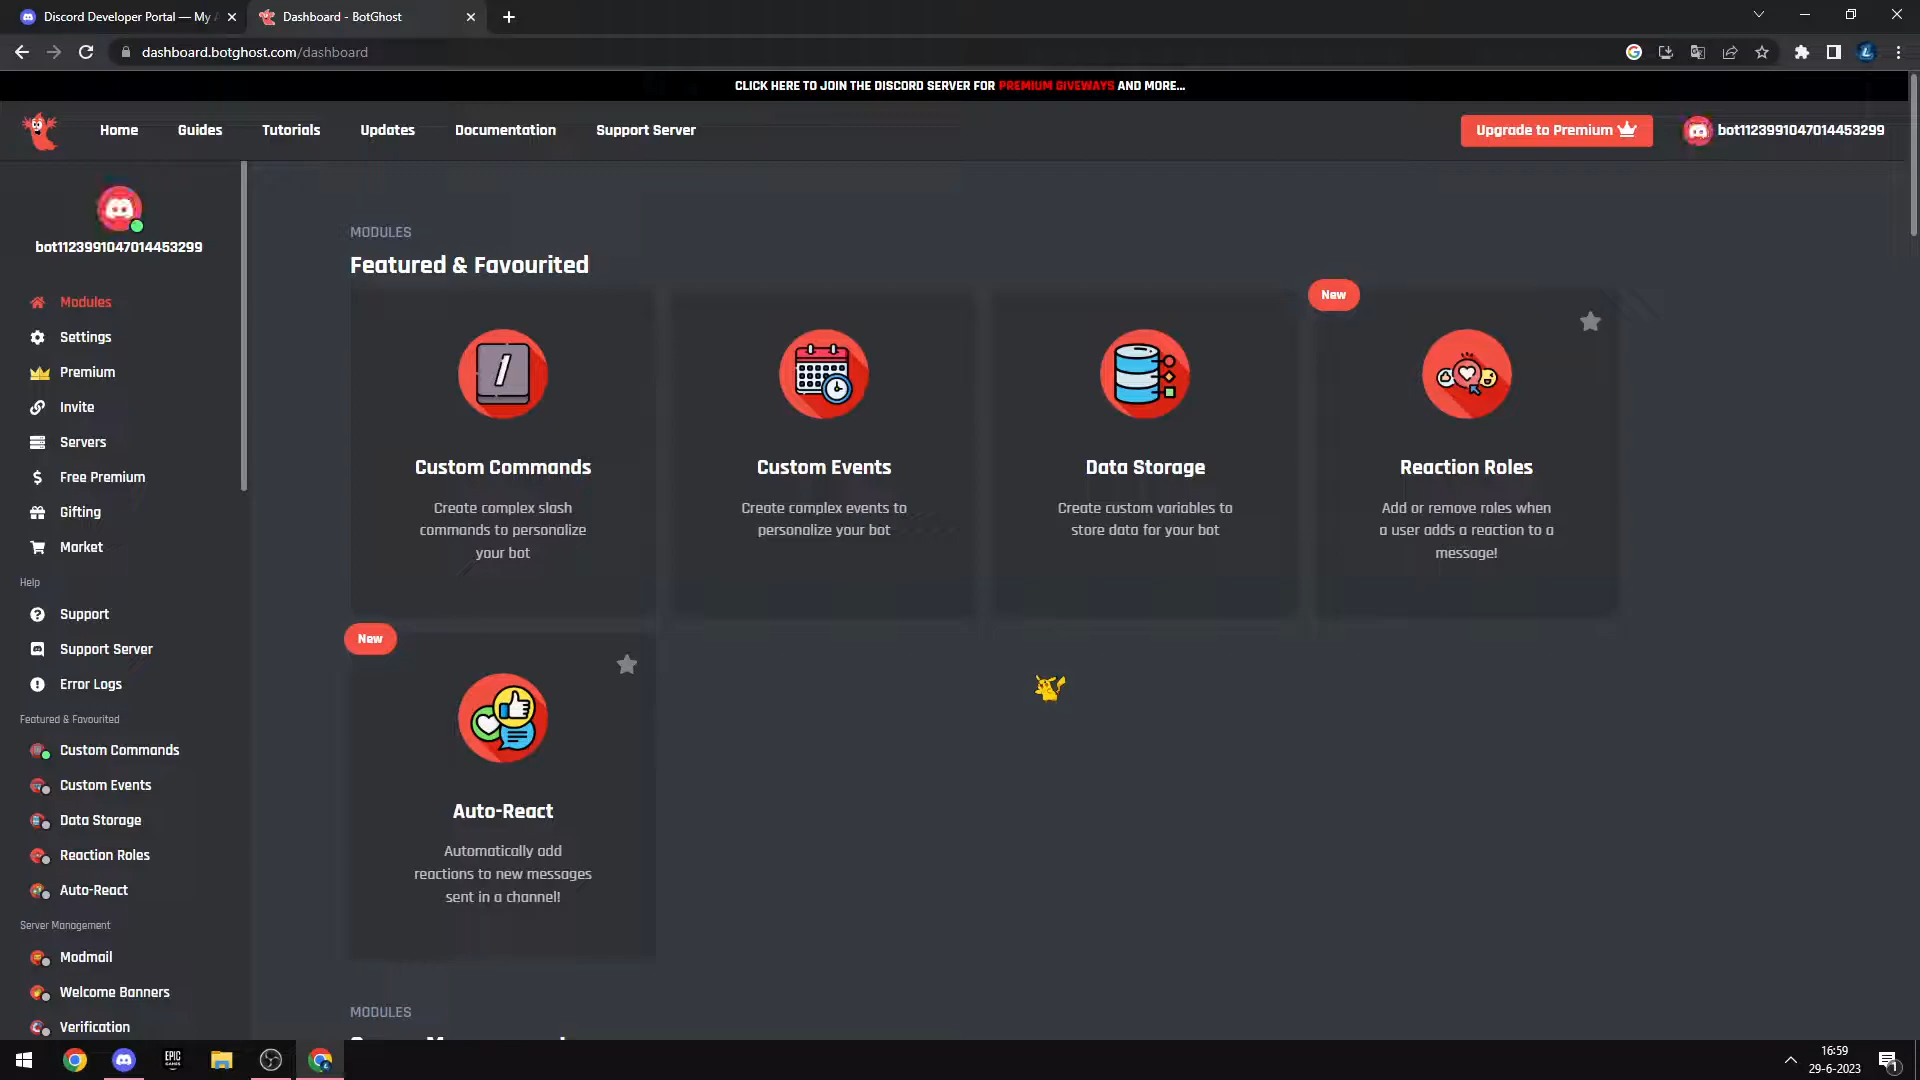 Discord Developer Portal — My A
Dashboard - BotGhost
dashboard.botghost.com/dashboard
CLICK HERE TO JOIN THE DISCORD SERVER FOR PREMIUM GIVEWAYS AND MORE...
Home
Guides
Tutorials
Updates
Documentation
Support Server
Upgrade to Premium
bot1123991047014453299
bot1123991047014453299
Modules
Settings
Premium
Invite
Servers
Free Premium
Gifting
Market
Help
Support
Support Server
Error Logs
Featured & Favourited
Custom Commands
Custom Events
Data Storage
Reaction Roles
Auto-React
Server Management
Modmail
Welcome Banners
Verification
MODULES
Featured & Favourited
Custom Commands
Create complex slash
commands to personalize
your bot
Custom Events
Create complex events to
personalize your bot
Data Storage
Create custom variables to
store data for your bot
New
Reaction Roles
Add or remove roles when
a user adds a reaction to a
message!
New
Auto-React
Automatically add
reactions to new messages
sent in a channel!
MODULES
EPIC
GAMES
16:59
29-6-2023
1